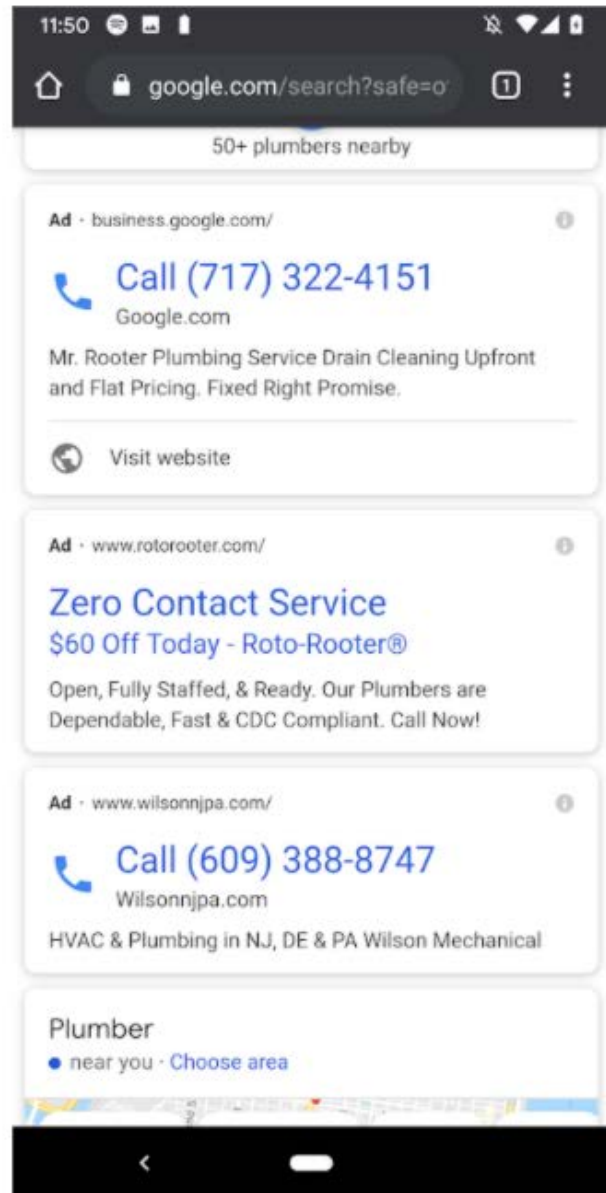 11:50
google.com/search?safe=o
1
50+ plumbers nearby
Ad · business.google.com/
Call (717) 322-4151
Google.com
Mr. Rooter Plumbing Service Drain Cleaning Upfront
and Flat Pricing. Fixed Right Promise.
Visit website
Ad · www.rotorooter.com/
Zero Contact Service
$60 Off Today - Roto-Rooter®
Open, Fully Staffed, & Ready. Our Plumbers are
Dependable, Fast & CDC Compliant. Call Now!
Ad · www.wilsonnjpa.com/
Call (609) 388-8747
Wilsonnjpa.com
HVAC & Plumbing in NJ, DE & PA Wilson Mechanical
Plumber
near you · Choose area